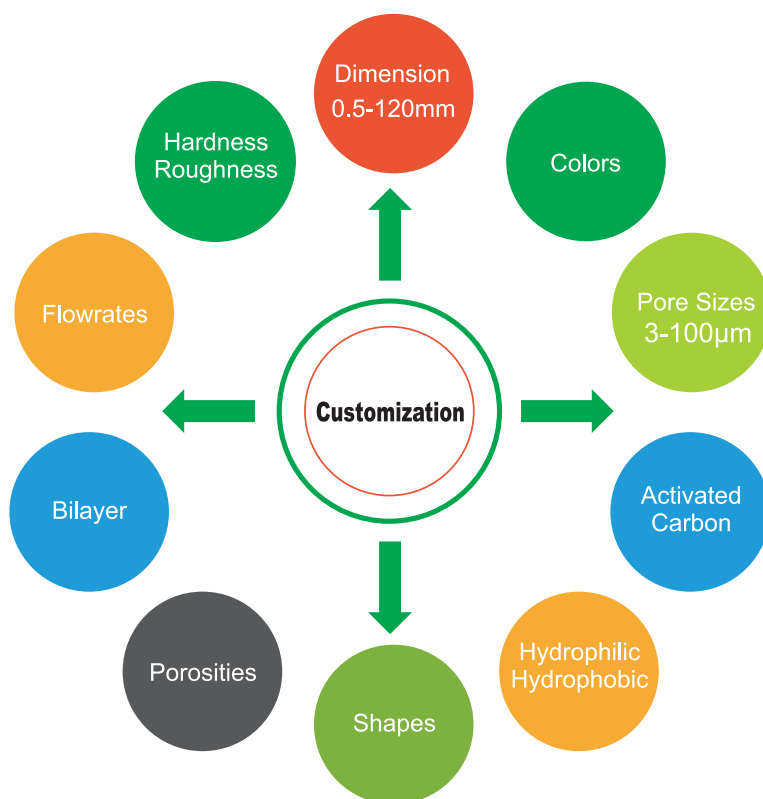 Dimension
0.5-120mm
Hardness
Roughness
Colors
Flowrates
Pore Sizes
3-100μm
Customization
Bilayer
Activated
Carbon
Porosities
Hydrophilic
Hydrophobic
Shapes